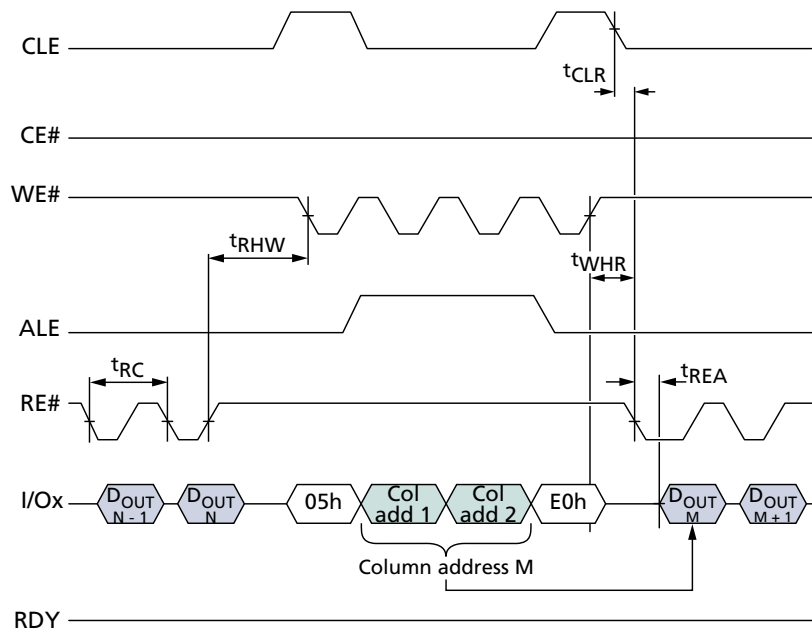 CLE
tCLR
CE#
WE#
tRHW
tWHR
ALE
tRC
tREA
RE#
I/Ox
DOUT
N - 1
DOUT
N
05h
Col
add 1
Col
add 2
E0h
DOUT
M
DOUT
M + 1
Column address M
RDY